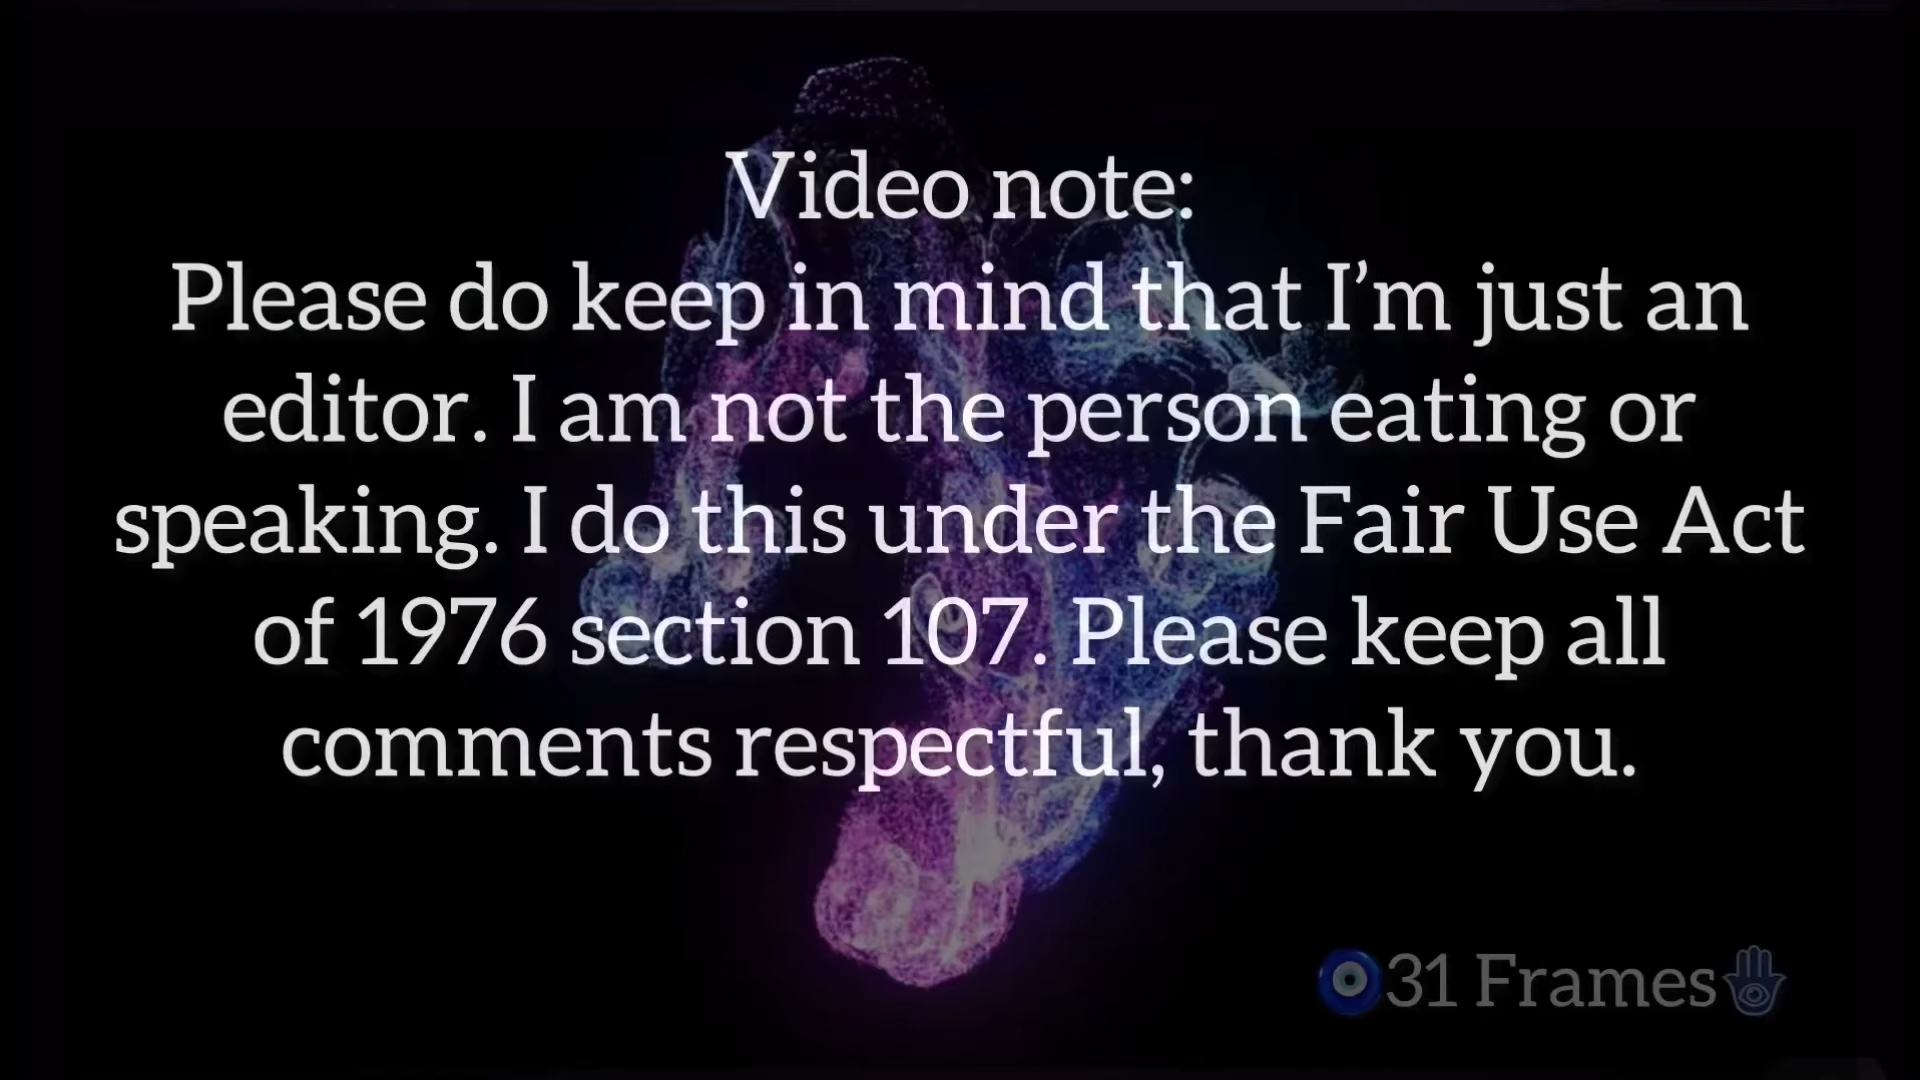 Video note:
Please do keep in mind that I’m just an
editor. I am not the person eating or
speaking. I do this under the Fair Use Act
of 1976 section 107. Please keep all
comments respectful, thank you.
🧿31 Frames🪬